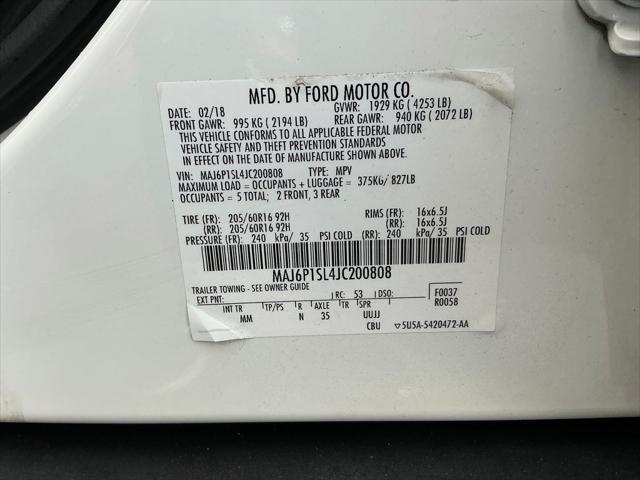 MFD. BY FORD MOTOR CO.
DATE: 02/18 GVWR: 1929 KG ( 4253 LB)
FRONT GAWR: 995 KG ( 2194 LB) REAR GAWR: 940 KG ( 2072 LB)
THIS VEHICLE CONFORMS TO ALL APPLICABLE FEDERAL MOTOR
VEHICLE SAFETY AND THEFT PREVENTION STANDARDS
IN EFFECT ON THE DATE OF MANUFACTURE SHOWN ABOVE.
VIN: MAJ6P1SL4JC200808 TYPE: MPV
MAXIMUM LOAD = OCCUPANTS + LUGGAGE = 375KG/ 827LB
OCCUPANTS = 5 TOTAL; 2 FRONT, 3 REAR
TIRE (FR): 205/60R16 92H RIMS (FR): 16x6.5J
(RR): 205/60R16 92H (RR): 16x6.5J
PRESSURE (FR): 240 kPa/ 35 PSI COLD (RR): 240 kPa/ 35 PSI COLD
MAJ6P1SL4JC200808
TRAILER TOWING - SEE OWNER GUIDE
EXT PNT: RC: 53 DSO: F0037
INT TR TP/PS R AXLE TR SPR R0058
MM N 35 UUJJ
CBU ▽5U5A-5420472-AA